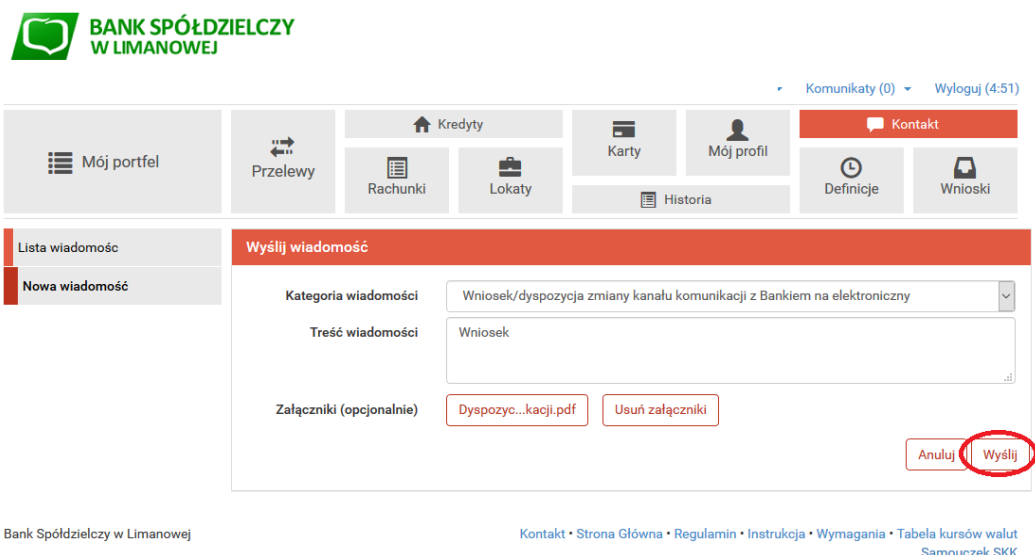 BANK SPÓŁDZIELCZY
W LIMANOWEJ
Komunikaty (0) Wyloguj (4:51)
Mój portfel
Przelewy
Kredyty
Rachunki
Lokaty
Karty
Mój profil
Historia
Kontakt
Definicje
Wnioski
Lista wiadomośc
Nowa wiadomość
Wyślij wiadomość
Kategoria wiadomości Wniosek/dyspozycja zmiany kanału komunikacji z Bankiem na elektroniczny
Treść wiadomości Wniosek
Załączniki (opcjonalnie) Dyspozyc...kacji.pdf Usuń załączniki
Anuluj Wyślij
Bank Spółdzielczy w Limanowej Kontakt • Strona Główna • Regulamin • Instrukcja • Wymagania • Tabela kursów walut
Samouczek SKK